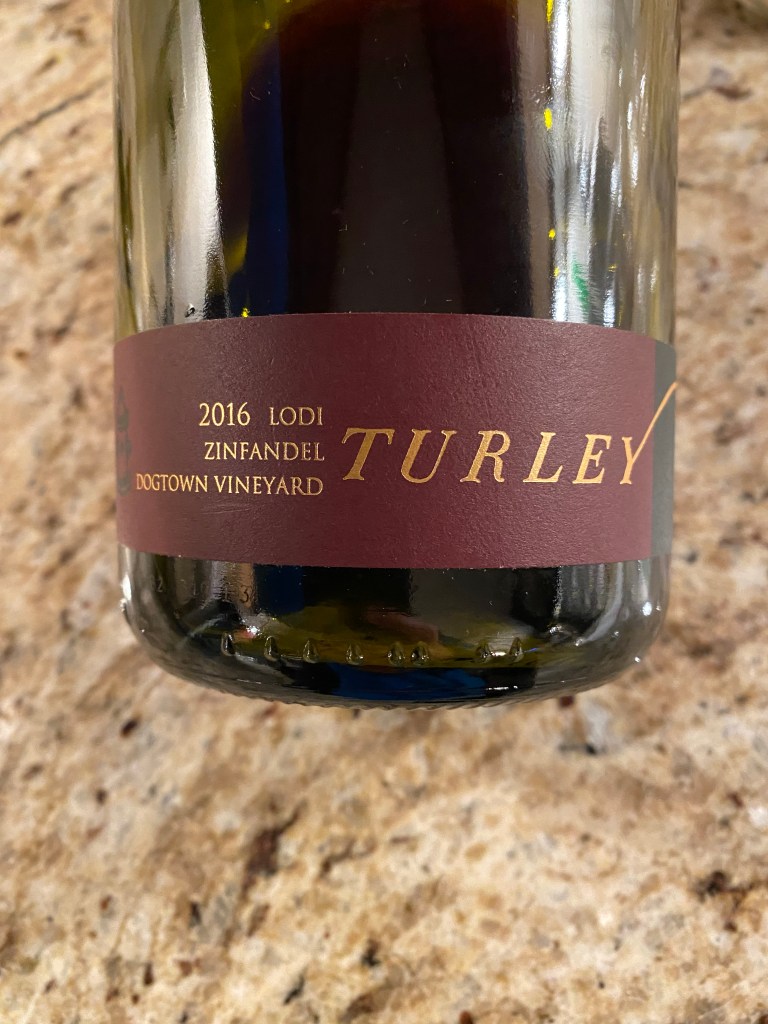 2016 LODI
ZINFANDEL
DOGTOWN VINEYARD
TURLEY